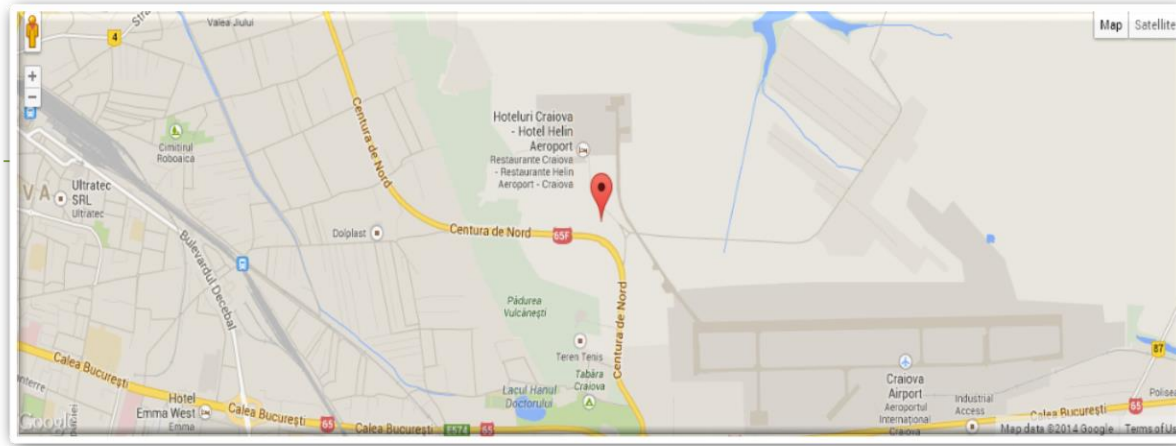 Valea Jiului
4
Map
Satellite
Hoteluri Craiova
- Hotel Helin
Aeroport
Restaurante Craiova
- Restaurante Helin
Aeroport - Craiova
Cimitirul
Roboaica
Centura de Nord
V A
Ultratec
SRL
Ultratec
Dolplast
Centura de Nord
65F
Bulevardul Decebal
Pădurea
Vulcănești
Centura de Nord
Teren Tenis
87
Calea București
Tabăra
Craiova
Craiova
Airport
Aeroportul
Internațional
Craiova
Lacul Hanul
Doctorului
Hotel
Emma West
Emma
Industrial
Access
Calea București
65
Calea București
E574
65
Calea București
65
Google
Map data ©2014 Google
Terms of